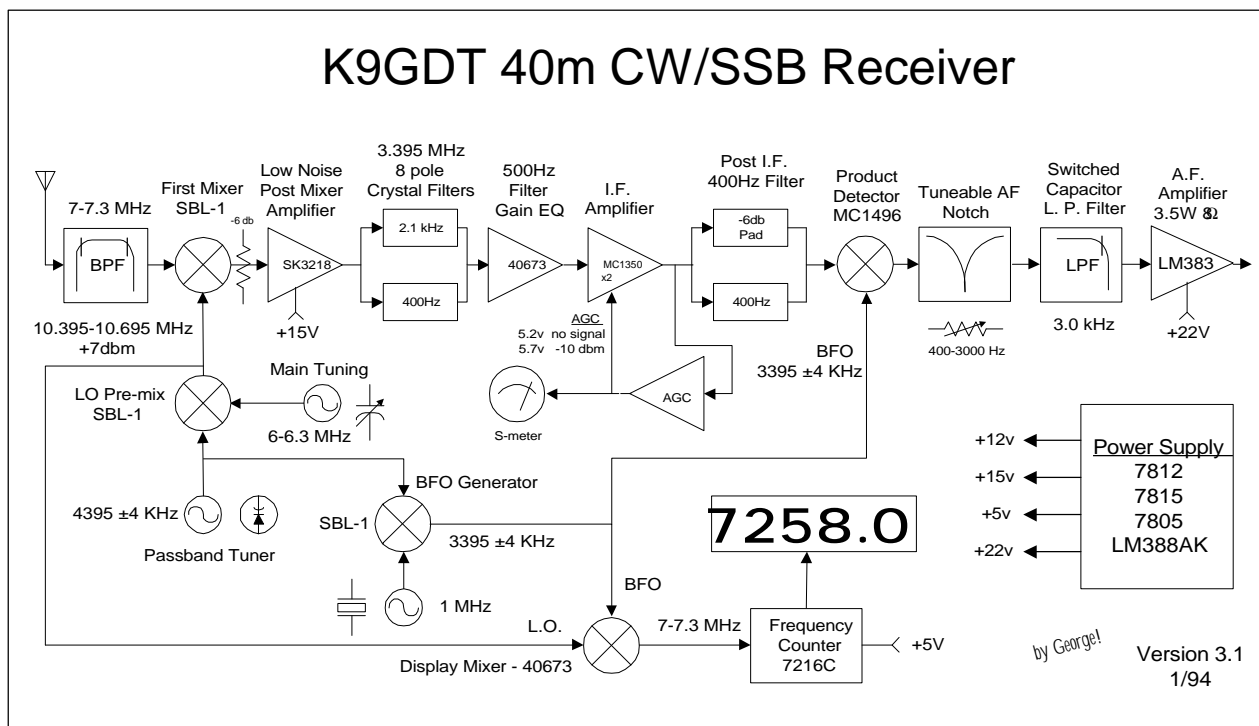 K9GDT 40m CW/SSB Receiver
7-7.3 MHz
BPF
First Mixer
SBL-1
-6 db
Low Noise
Post Mixer
Amplifier
SK3218
+15V
3.395 MHz
8 pole
Crystal Filters
2.1 kHz
400Hz
500Hz
Filter
Gain EQ
40673
I.F.
Amplifier
MC1350
x2
Post I.F.
400Hz Filter
-6db
Pad
400Hz
Product
Detector
MC1496
Tuneable AF
Notch
400-3000 Hz
Switched
Capacitor
L. P. Filter
LPF
3.0 kHz
A.F.
Amplifier
3.5W 8Ω
LM383
+22V
10.395-10.695 MHz
+7dbm
LO Pre-mix
SBL-1
Main Tuning
6-6.3 MHz
AGC
5.2v no signal
5.7v -10 dbm
AGC
S-meter
BFO
3395 ±4 KHz
4395 ±4 KHz
Passband Tuner
BFO Generator
SBL-1
3395 ±4 KHz
1 MHz
7258.0
BFO
L.O.
Display Mixer - 40673
7-7.3 MHz
Frequency
Counter
7216C
+5V
+12v
+15v
+5v
+22v
Power Supply
7812
7815
7805
LM388AK
by George!
Version 3.1
1/94